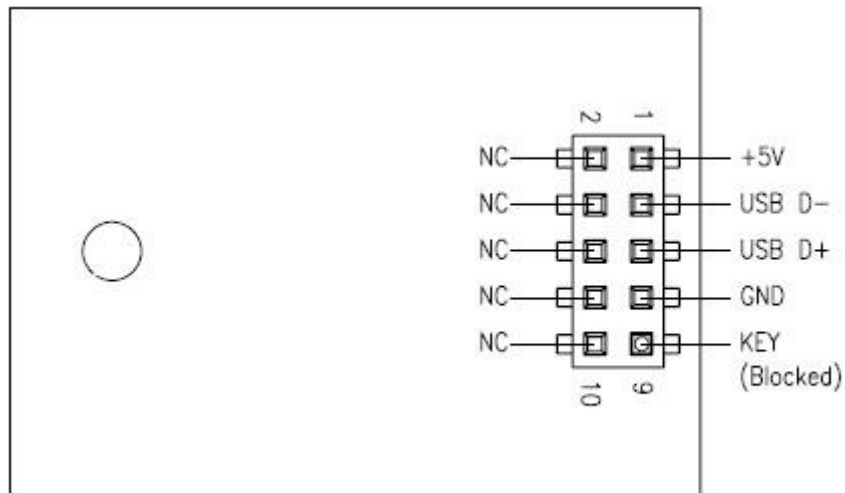 2 1
NC +5V
NC USB D-
NC USB D+
NC GND
NC KEY
(Blocked)
10 9